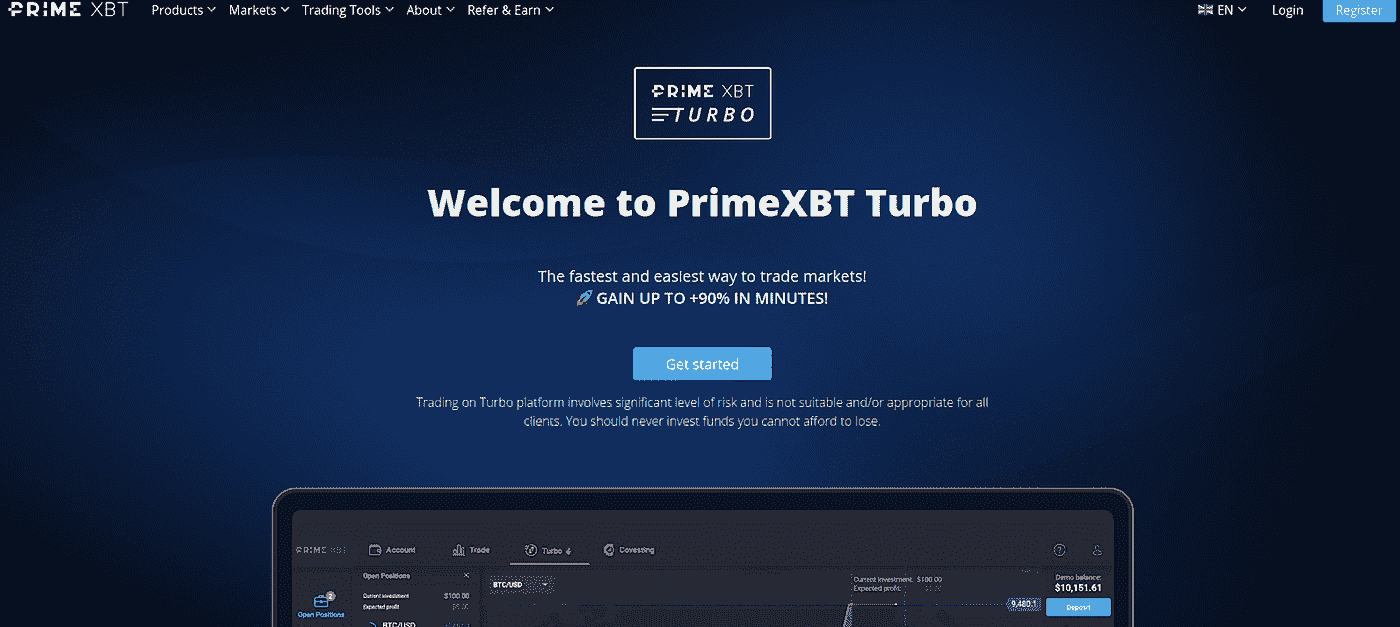 PRIME XBT Products Markets Trading Tools About Refer & Earn EN Login Register
PRIME XBT
TURBO
Welcome to PrimeXBT Turbo
The fastest and easiest way to trade markets!
🚀 GAIN UP TO +90% IN MINUTES!
Get started
Trading on Turbo platform involves significant level of risk and is not suitable and/or appropriate for all
clients. You should never invest funds you cannot afford to lose.
PRIME XBT Account Trade Turbo Covesting ?
Open Positions
Current investment $100.00
Expected profit
2
Open Positions
BTC/USD
BTC/USD
Current investment: $100.00
Expected profit:
9,480.1
Demo balance:
$10,151.61
Deposit